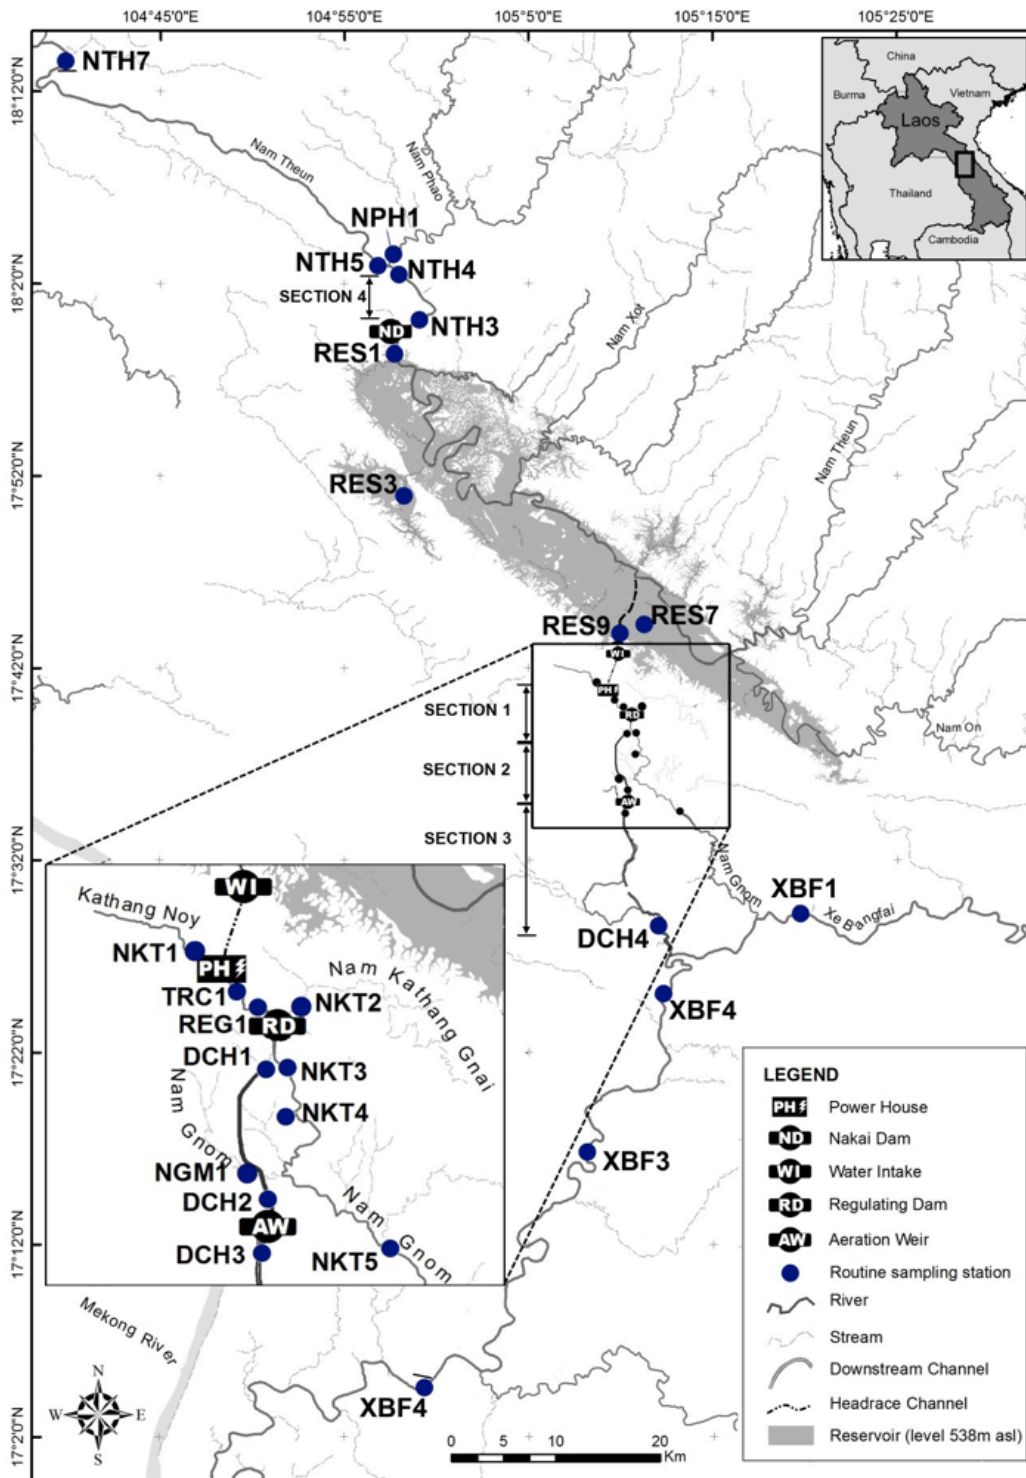 104°45'0"E
104°55'0"E
105°5'0"E
105°15'0"E
105°25'0"E
18°12'0"N
18°2'0"N
17°52'0"N
17°42'0"N
17°32'0"N
17°22'0"N
17°12'0"N
17°2'0"N
NTH7
Nam Theun
Nam Phao
China
Burma
Vietnam
Laos
Thailand
Cambodia
NPH1
NTH5
NTH4
SECTION 4
NTH3
ND
RES1
Nam Xot
Nam Theun
RES3
RES9
RES7
WI
PH
RD
AW
SECTION 1
SECTION 2
SECTION 3
Nam On
Nam Gnom
XBF1
Xe Bangfai
DCH4
XBF4
XBF3
XBF4
WI
Kathang Noy
NKT1
PH
TRC1
REG1
RD
NKT2
Nam Kathang Gnai
DCH1
NKT3
NKT4
Nam Gnom
NGM1
DCH2
AW
DCH3
Nam Gnom
NKT5
Mekong River
N
W
E
S
0 5 10 20
Km
LEGEND
PH Power House
ND Nakai Dam
WI Water Intake
RD Regulating Dam
AW Aeration Weir
Routine sampling station
River
Stream
Downstream Channel
Headrace Channel
Reservoir (level 538m asl)